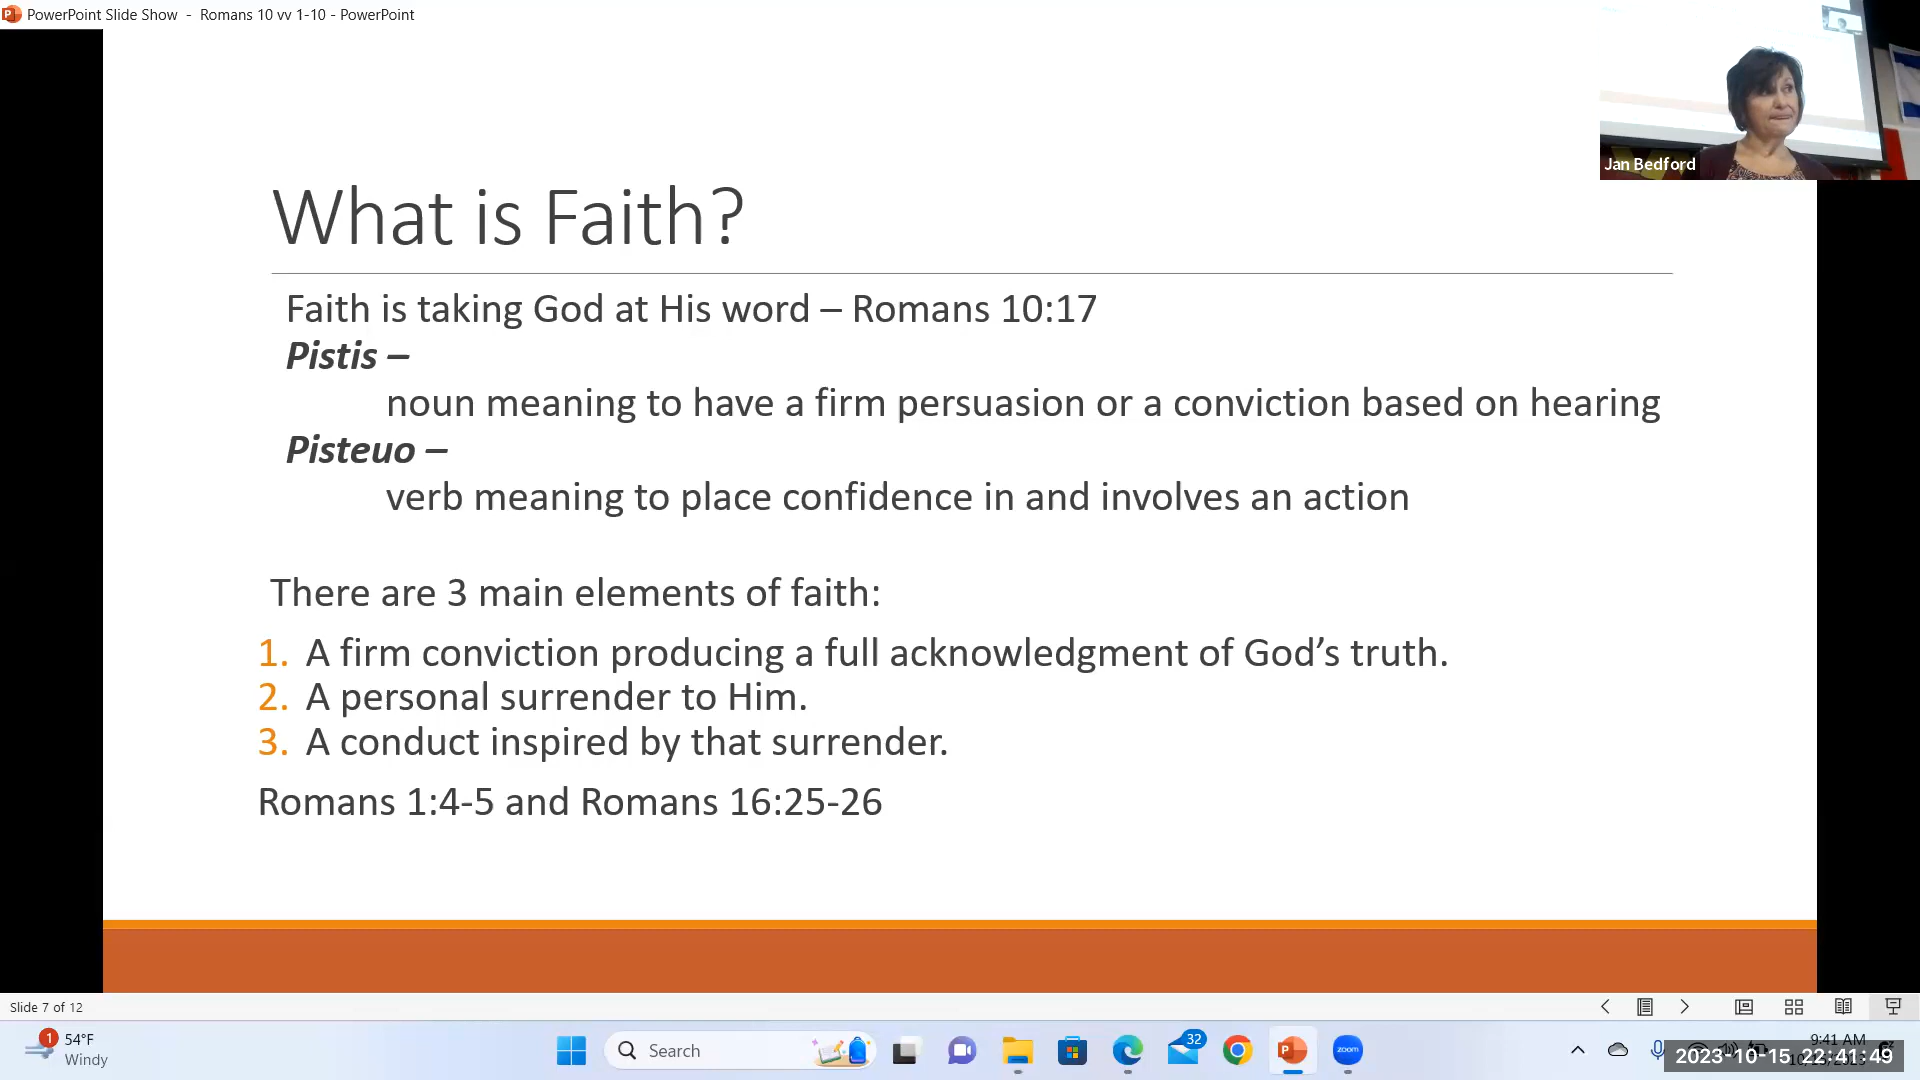 PowerPoint Slide Show - Romans 10 vv 1-10 - PowerPoint
Jan Bedford
What is Faith?
Faith is taking God at His word – Romans 10:17
Pistis –
noun meaning to have a firm persuasion or a conviction based on hearing
Pisteuo –
verb meaning to place confidence in and involves an action
There are 3 main elements of faith:
1. A firm conviction producing a full acknowledgment of God’s truth.
2. A personal surrender to Him.
3. A conduct inspired by that surrender.
Romans 1:4-5 and Romans 16:25-26
Slide 7 of 12
1
54°F
Windy
Search
32
zoom
9:41 AM
2023-10-15 22:41:49